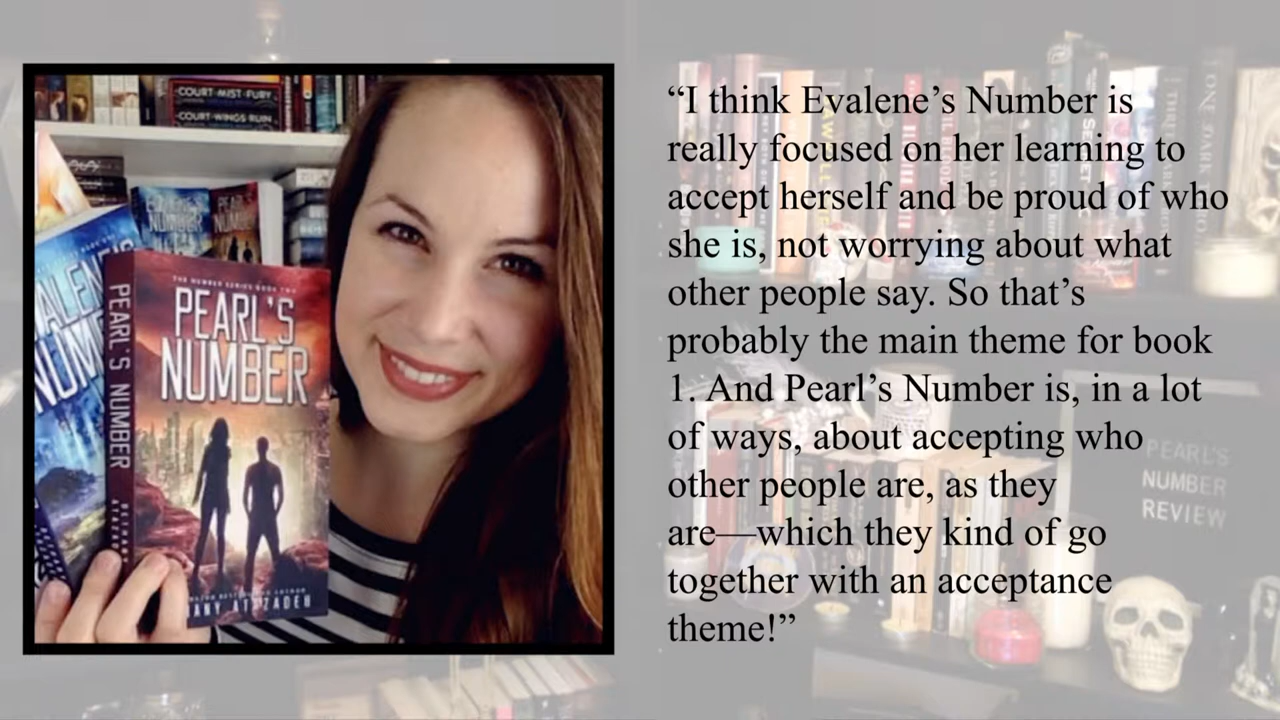 COURT-MIST-FURY
COURT-WINGS-RUIN
NUMBER
NUMBER
THE NUMBER SERIES BOOK TWO
PEARL'S
NUMBER
PEARL'S NUMBER
“I think Evalene’s Number is
really focused on her learning to
accept herself and be proud of who
she is, not worrying about what
other people say. So that’s
probably the main theme for book
1. And Pearl’s Number is, in a lot
of ways, about accepting who
other people are, as they
are—which they kind of go
together with an acceptance
theme!”
PEARL'S
NUMBER
REVIEW